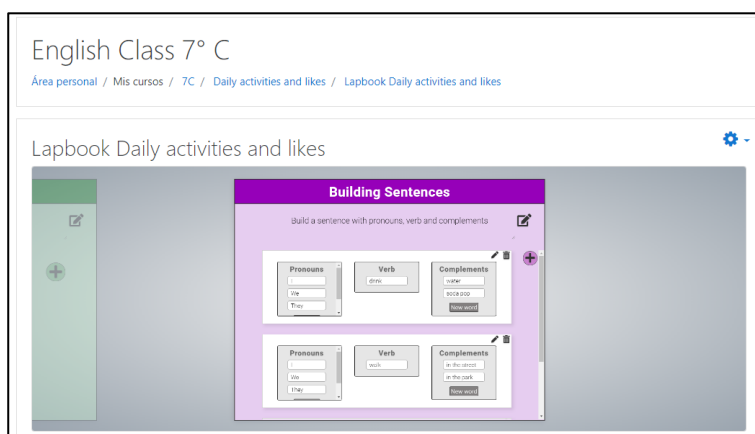 English Class 7° C
Área personal / Mis cursos / 7C / Daily activities and likes / Lapbook Daily activities and likes
Lapbook Daily activities and likes
Building Sentences
Build a sentence with pronouns, verb and complements
Pronouns Verb Complements
I drink water
We soda pop
They New word
Pronouns Verb Complements
I walk in the street
We in the park
They New word